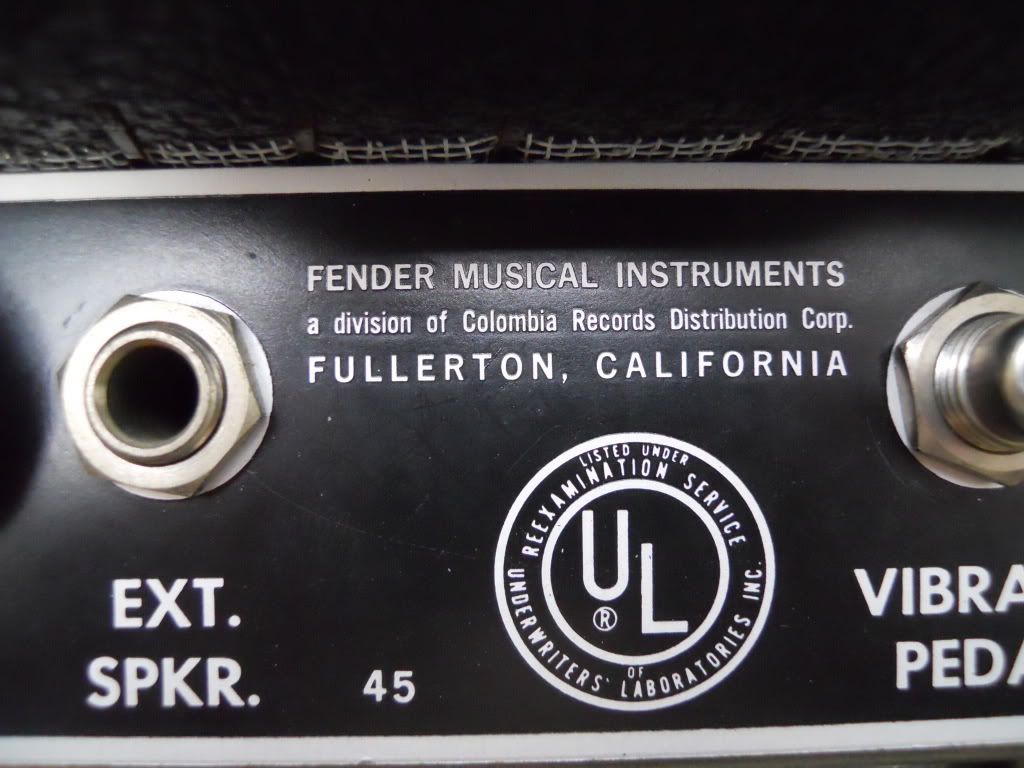 FENDER MUSICAL INSTRUMENTS
a division of Colombia Records Distribution Corp.
FULLERTON, CALIFORNIA
LISTED UNDER
REEXAMINATION SERVICE
UL
®
OF
UNDERWRITERS' LABORATORIES INC.
EXT.
SPKR.
45
VIBRA
PEDA